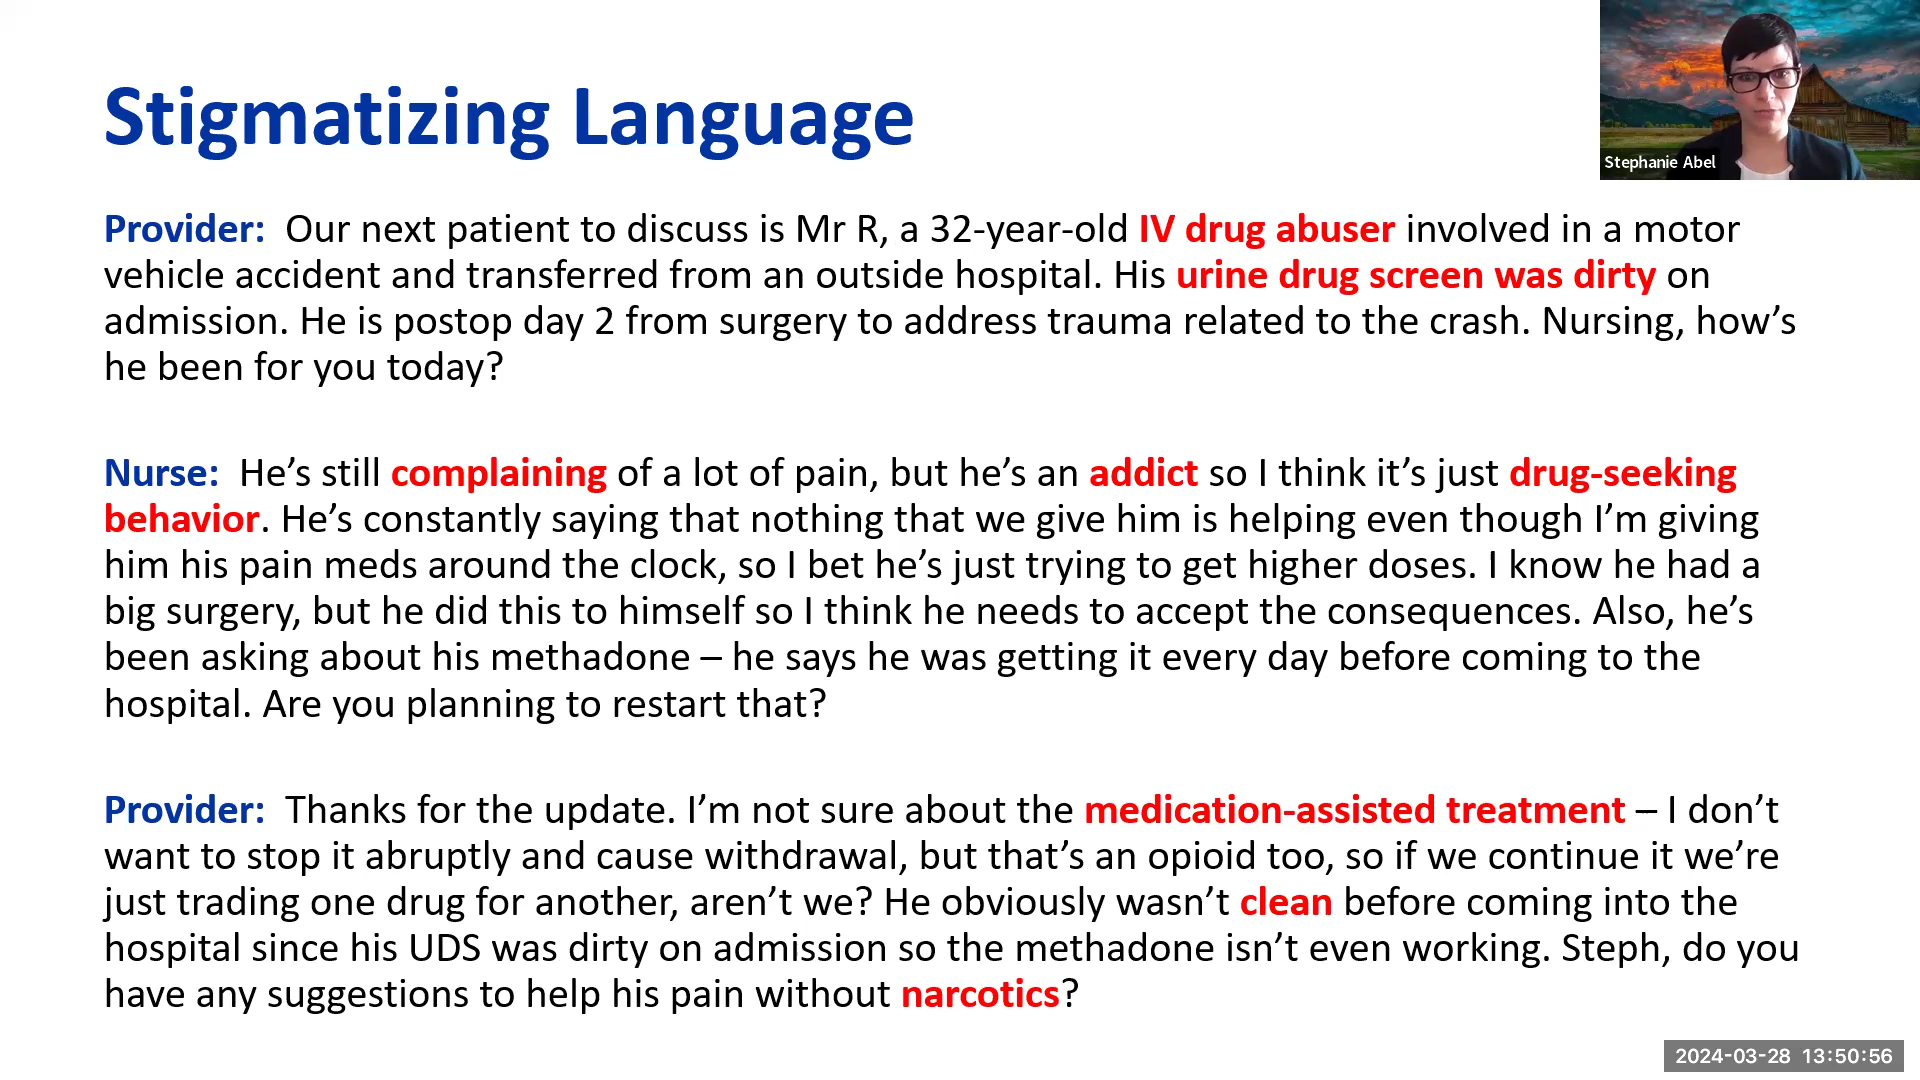 Stigmatizing Language
Stephanie Abel
Provider:  Our next patient to discuss is Mr R, a 32-year-old IV drug abuser involved in a motor
vehicle accident and transferred from an outside hospital. His urine drug screen was dirty on
admission. He is postop day 2 from surgery to address trauma related to the crash. Nursing, how’s
he been for you today?
Nurse:  He’s still complaining of a lot of pain, but he’s an addict so I think it’s just drug-seeking
behavior. He’s constantly saying that nothing that we give him is helping even though I’m giving
him his pain meds around the clock, so I bet he’s just trying to get higher doses. I know he had a
big surgery, but he did this to himself so I think he needs to accept the consequences. Also, he’s
been asking about his methadone – he says he was getting it every day before coming to the
hospital. Are you planning to restart that?
Provider:  Thanks for the update. I’m not sure about the medication-assisted treatment – I don’t
want to stop it abruptly and cause withdrawal, but that’s an opioid too, so if we continue it we’re
just trading one drug for another, aren’t we? He obviously wasn’t clean before coming into the
hospital since his UDS was dirty on admission so the methadone isn’t even working. Steph, do you
have any suggestions to help his pain without narcotics?
2024-03-28 13:50:56